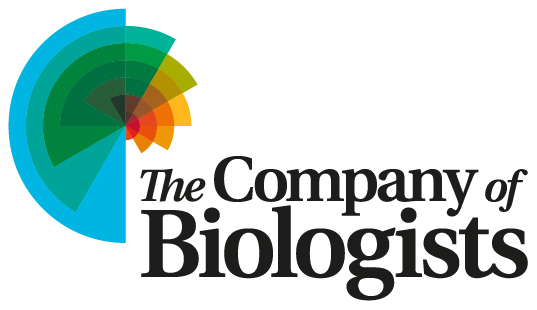 The Company of
Biologists